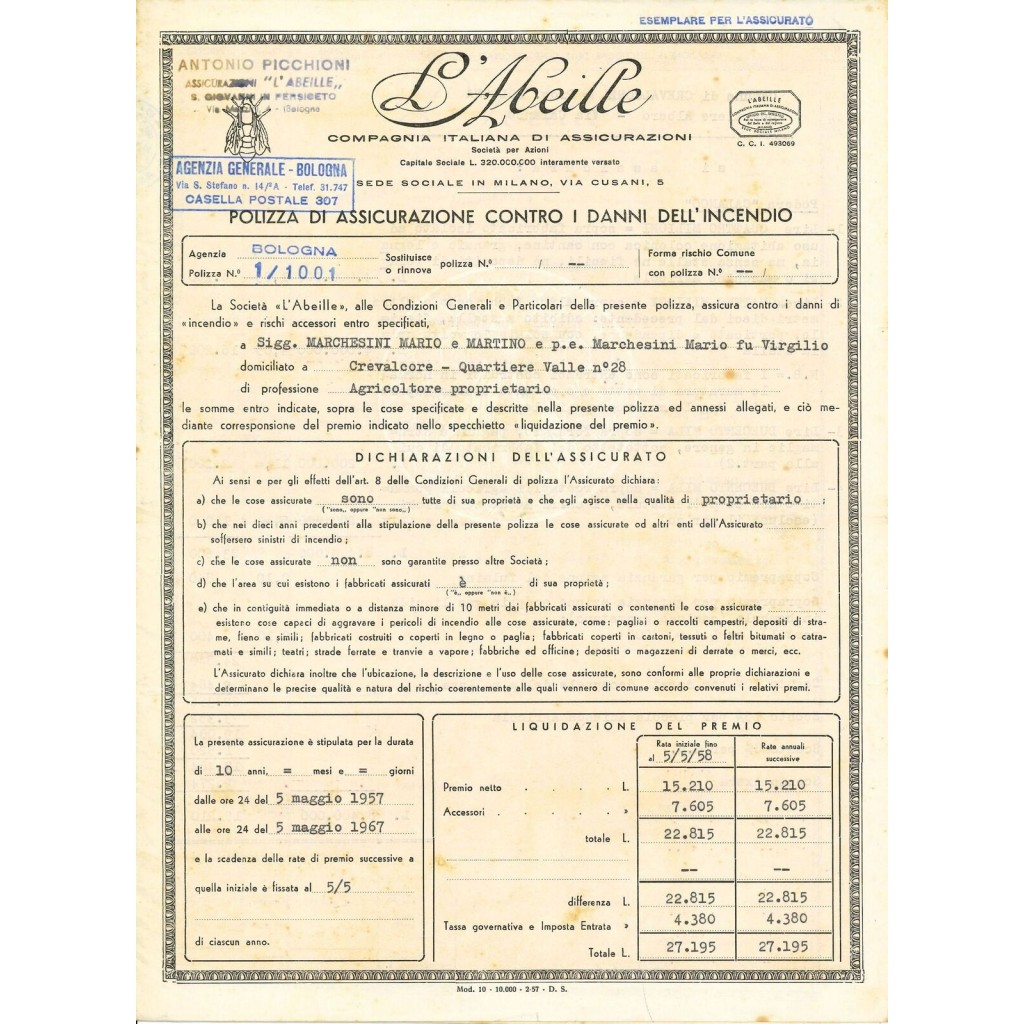 ESEMPLARE PER L'ASSICURATO
ANTONIO PICCHIONI
ASSICURAZIONI "L'ABEILLE„
S. GIOVANNI IN PERSICETO
Bologna
L'Abeille
COMPAGNIA ITALIANA DI ASSICURAZIONI
Società per Azioni
Capitale Sociale L. 320.000.000 interamente versato
SEDE SOCIALE IN MILANO, VIA CUSANI, 5
L'ABEILLE
C. C. I. 493069
AGENZIA GENERALE - BOLOGNA
Via S. Stefano n. 14/2A - Telef. 31.747
CASELLA POSTALE 307
POLIZZA DI ASSICURAZIONE CONTRO I DANNI DELL'INCENDIO
Agenzia BOLOGNA
Polizza N.º 1/1001
Sostituisce o rinnova polizza N.º / --
Forma rischio Comune
con polizza N.º -- /
La Società «L'Abeille», alle Condizioni Generali e Particolari della presente polizza, assicura contro i danni di
«incendio» e rischi accessori entro specificati,
a Sigg. MARCHESINI MARIO e MARTINO e p.e. Marchesini Mario fu Virgilio
domiciliato a Crevalcore - Quartiere Valle n°28
di professione Agricoltore proprietario
le somme entro indicate, sopra le cose specificate e descritte nella presente polizza ed annessi allegati, e ciò me-
diante corresponsione del premio indicato nello specchietto «liquidazione del premio».
DICHIARAZIONI DELL'ASSICURATO
Ai sensi e per gli effetti dell'art. 8 delle Condizioni Generali di polizza l'Assicurato dichiara:
a) che le cose assicurate sono tutte di sua proprietà e che egli agisce nella qualità di proprietario ;
("sono„ oppure "non sono„)
b) che nei dieci anni precedenti alla stipulazione della presente polizza le cose assicurate od altri enti dell'Assicurato
soffersero sinistri di incendio;
c) che le cose assicurate non sono garantite presso altre Società;
d) che l'area su cui esistono i fabbricati assicurati è di sua proprietà;
("è„ oppure "non è„)
e) che in contiguità immediata o a distanza minore di 10 metri dai fabbricati assicurati o contenenti le cose assicurate
esistono cose capaci di aggravare i pericoli di incendio alle cose assicurate, come: pagliai o raccolti campestri, depositi di stra-
me, fieno e simili; fabbricati costruiti o coperti in legno o paglia; fabbricati coperti in cartoni, tessuti o feltri bitumati o catra-
mati e simili; teatri; strade ferrate e tranvie a vapore; fabbriche ed officine; depositi o magazzeni di derrate o merci, ecc.
L'Assicurato dichiara inoltre che l'ubicazione, la descrizione e l'uso delle cose assicurate, sono conformi alle proprie dichiarazioni e
determinano le precise qualità e natura del rischio coerentemente alle quali vennero di comune accordo convenuti i relativi premi.
La presente assicurazione è stipulata per la durata
di 10 anni, = mesi e = giorni
dalle ore 24 del 5 maggio 1957
alle ore 24 del 5 maggio 1967
e la scadenza delle rate di premio successive a
quella iniziale è fissata al 5/5
di ciascun anno.
LIQUIDAZIONE DEL PREMIO
Rata iniziale fino al 5/5/58 Rate annuali successive
Premio netto . . . . L. 15.210 15.210
Accessori . . . . . » 7.605 7.605
totale L. 22.815 22.815
-- --
differenza L. 22.815 22.815
Tassa governativa e Imposta Entrata » 4.380 4.380
Totale L. 27.195 27.195
Mod. 10 - 10.000 - 2-57 - D. S.